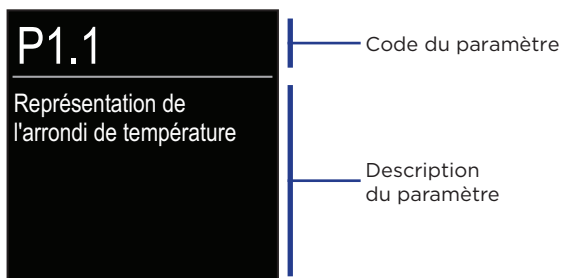 P1.1
Code du paramètre
Représentation de
l'arrondi de température
Description
du paramètre